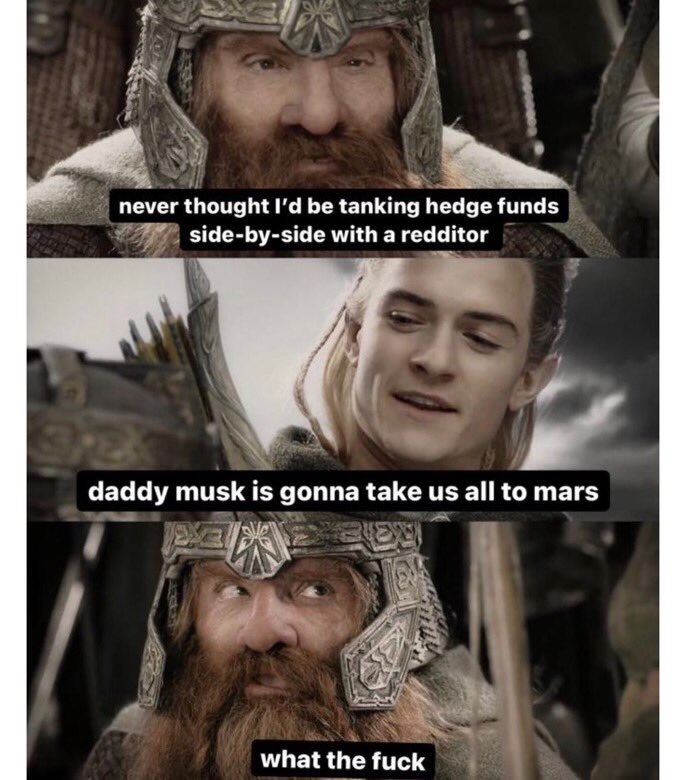 never thought I’d be tanking hedge funds
side-by-side with a redditor
daddy musk is gonna take us all to mars
what the fuck